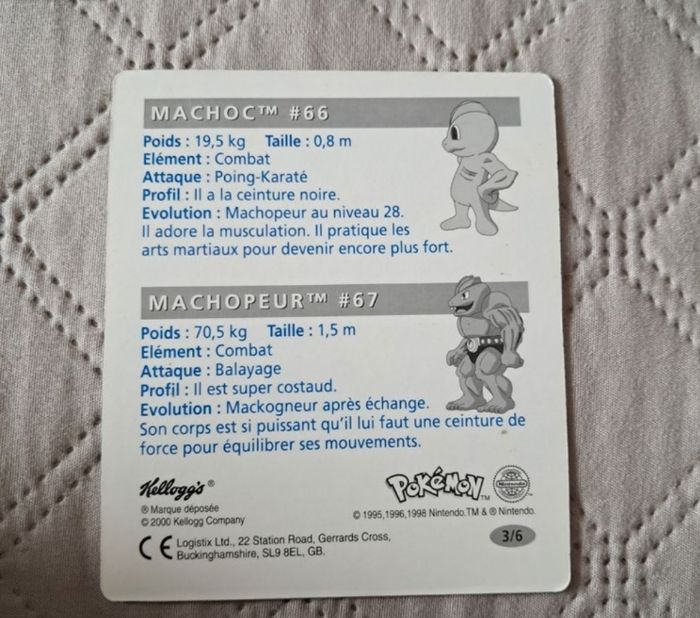 MACHOC™ #66
Poids : 19,5 kg Taille : 0,8 m
Elément : Combat
Attaque : Poing-Karaté
Profil : Il a la ceinture noire.
Evolution : Machopeur au niveau 28.
Il adore la musculation. Il pratique les
arts martiaux pour devenir encore plus fort.
MACHOPEUR™ #67
Poids : 70,5 kg Taille : 1,5 m
Elément : Combat
Attaque : Balayage
Profil : Il est super costaud.
Evolution : Mackogneur après échange.
Son corps est si puissant qu'il lui faut une ceinture de
force pour équilibrer ses mouvements.
Kellogg's®
® Marque déposée
© 2000 Kellogg Company
POKéMON™
Nintendo
© 1995,1996,1998 Nintendo.TM & ® Nintendo.
CE Logistix Ltd., 22 Station Road, Gerrards Cross,
Buckinghamshire, SL9 8EL, GB.
3/6